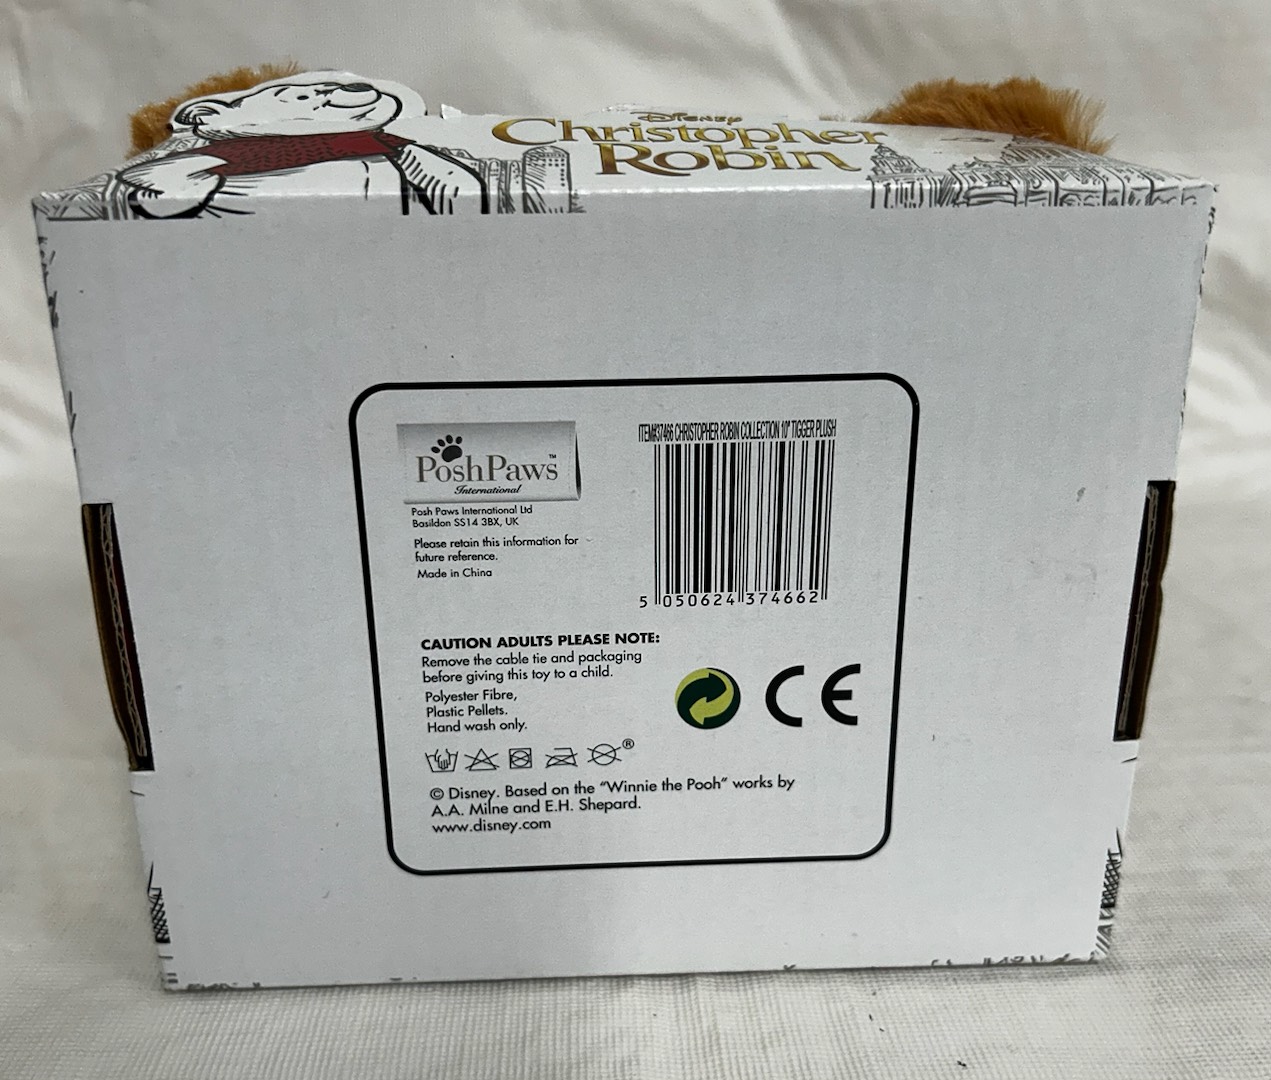 Disney
Christopher
Robin
PoshPaws™
International
Posh Paws International Ltd
Basildon SS14 3BX, UK
Please retain this information for
future reference.
Made in China
ITEM#37466 CHRISTOPHER ROBIN COLLECTION 10" TIGGER PLUSH
5 050624 374662
CAUTION ADULTS PLEASE NOTE:
Remove the cable tie and packaging
before giving this toy to a child.
Polyester Fibre,
Plastic Pellets.
Hand wash only.
CE
®
© Disney. Based on the "Winnie the Pooh" works by
A.A. Milne and E.H. Shepard.
www.disney.com